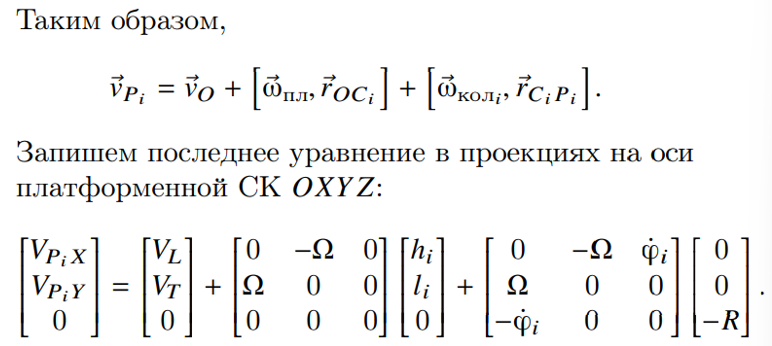 Таким образом,
$\vec{v}_{P_i} = \vec{v}_O + \left[\vec{\omega}_{\text{пл}}, \vec{r}_{OC_i}\right] + \left[\vec{\omega}_{\text{кол}_i}, \vec{r}_{C_iP_i}\right].$
Запишем последнее уравнение в проекциях на оси
платформенной СК $OXYZ$:
$\begin{bmatrix} V_{P_iX} \\ V_{P_iY} \\ 0 \end{bmatrix} = \begin{bmatrix} V_L \\ V_T \\ 0 \end{bmatrix} + \begin{bmatrix} 0 & -\Omega & 0 \\ \Omega & 0 & 0 \\ 0 & 0 & 0 \end{bmatrix} \begin{bmatrix} h_i \\ l_i \\ 0 \end{bmatrix} + \begin{bmatrix} 0 & -\Omega & \dot{\varphi}_i \\ \Omega & 0 & 0 \\ -\dot{\varphi}_i & 0 & 0 \end{bmatrix} \begin{bmatrix} 0 \\ 0 \\ -R \end{bmatrix}.$